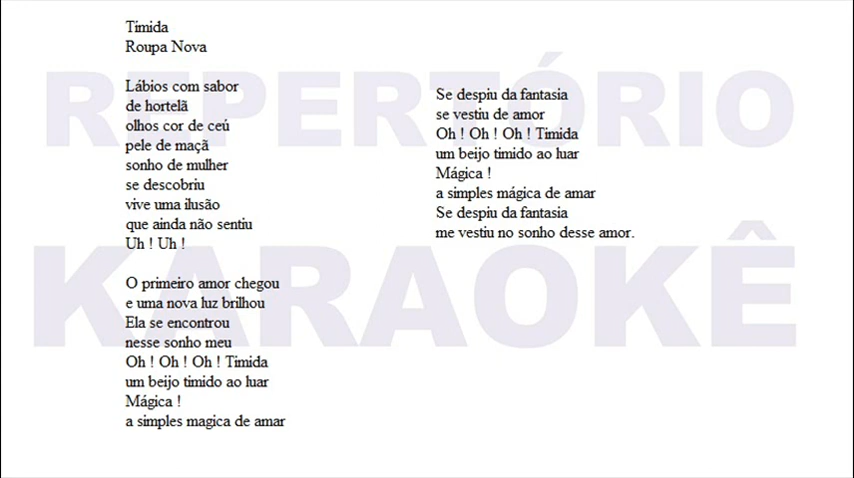 Timida
Roupa Nova
Lábios com sabor
de hortelã
olhos cor de ceú
pele de maçã
sonho de mulher
se descobriu
vive uma ilusão
que ainda não sentiu
Uh ! Uh !
O primeiro amor chegou
e uma nova luz brilhou
Ela se encontrou
nesse sonho meu
Oh ! Oh ! Oh ! Timida
um beijo timido ao luar
Mágica !
a simples magica de amar
Se despiu da fantasia
se vestiu de amor
Oh ! Oh ! Oh ! Timida
um beijo timido ao luar
Mágica !
a simples mágica de amar
Se despiu da fantasia
me vestiu no sonho desse amor.
REPERTÓRIO
KARAOKÊ